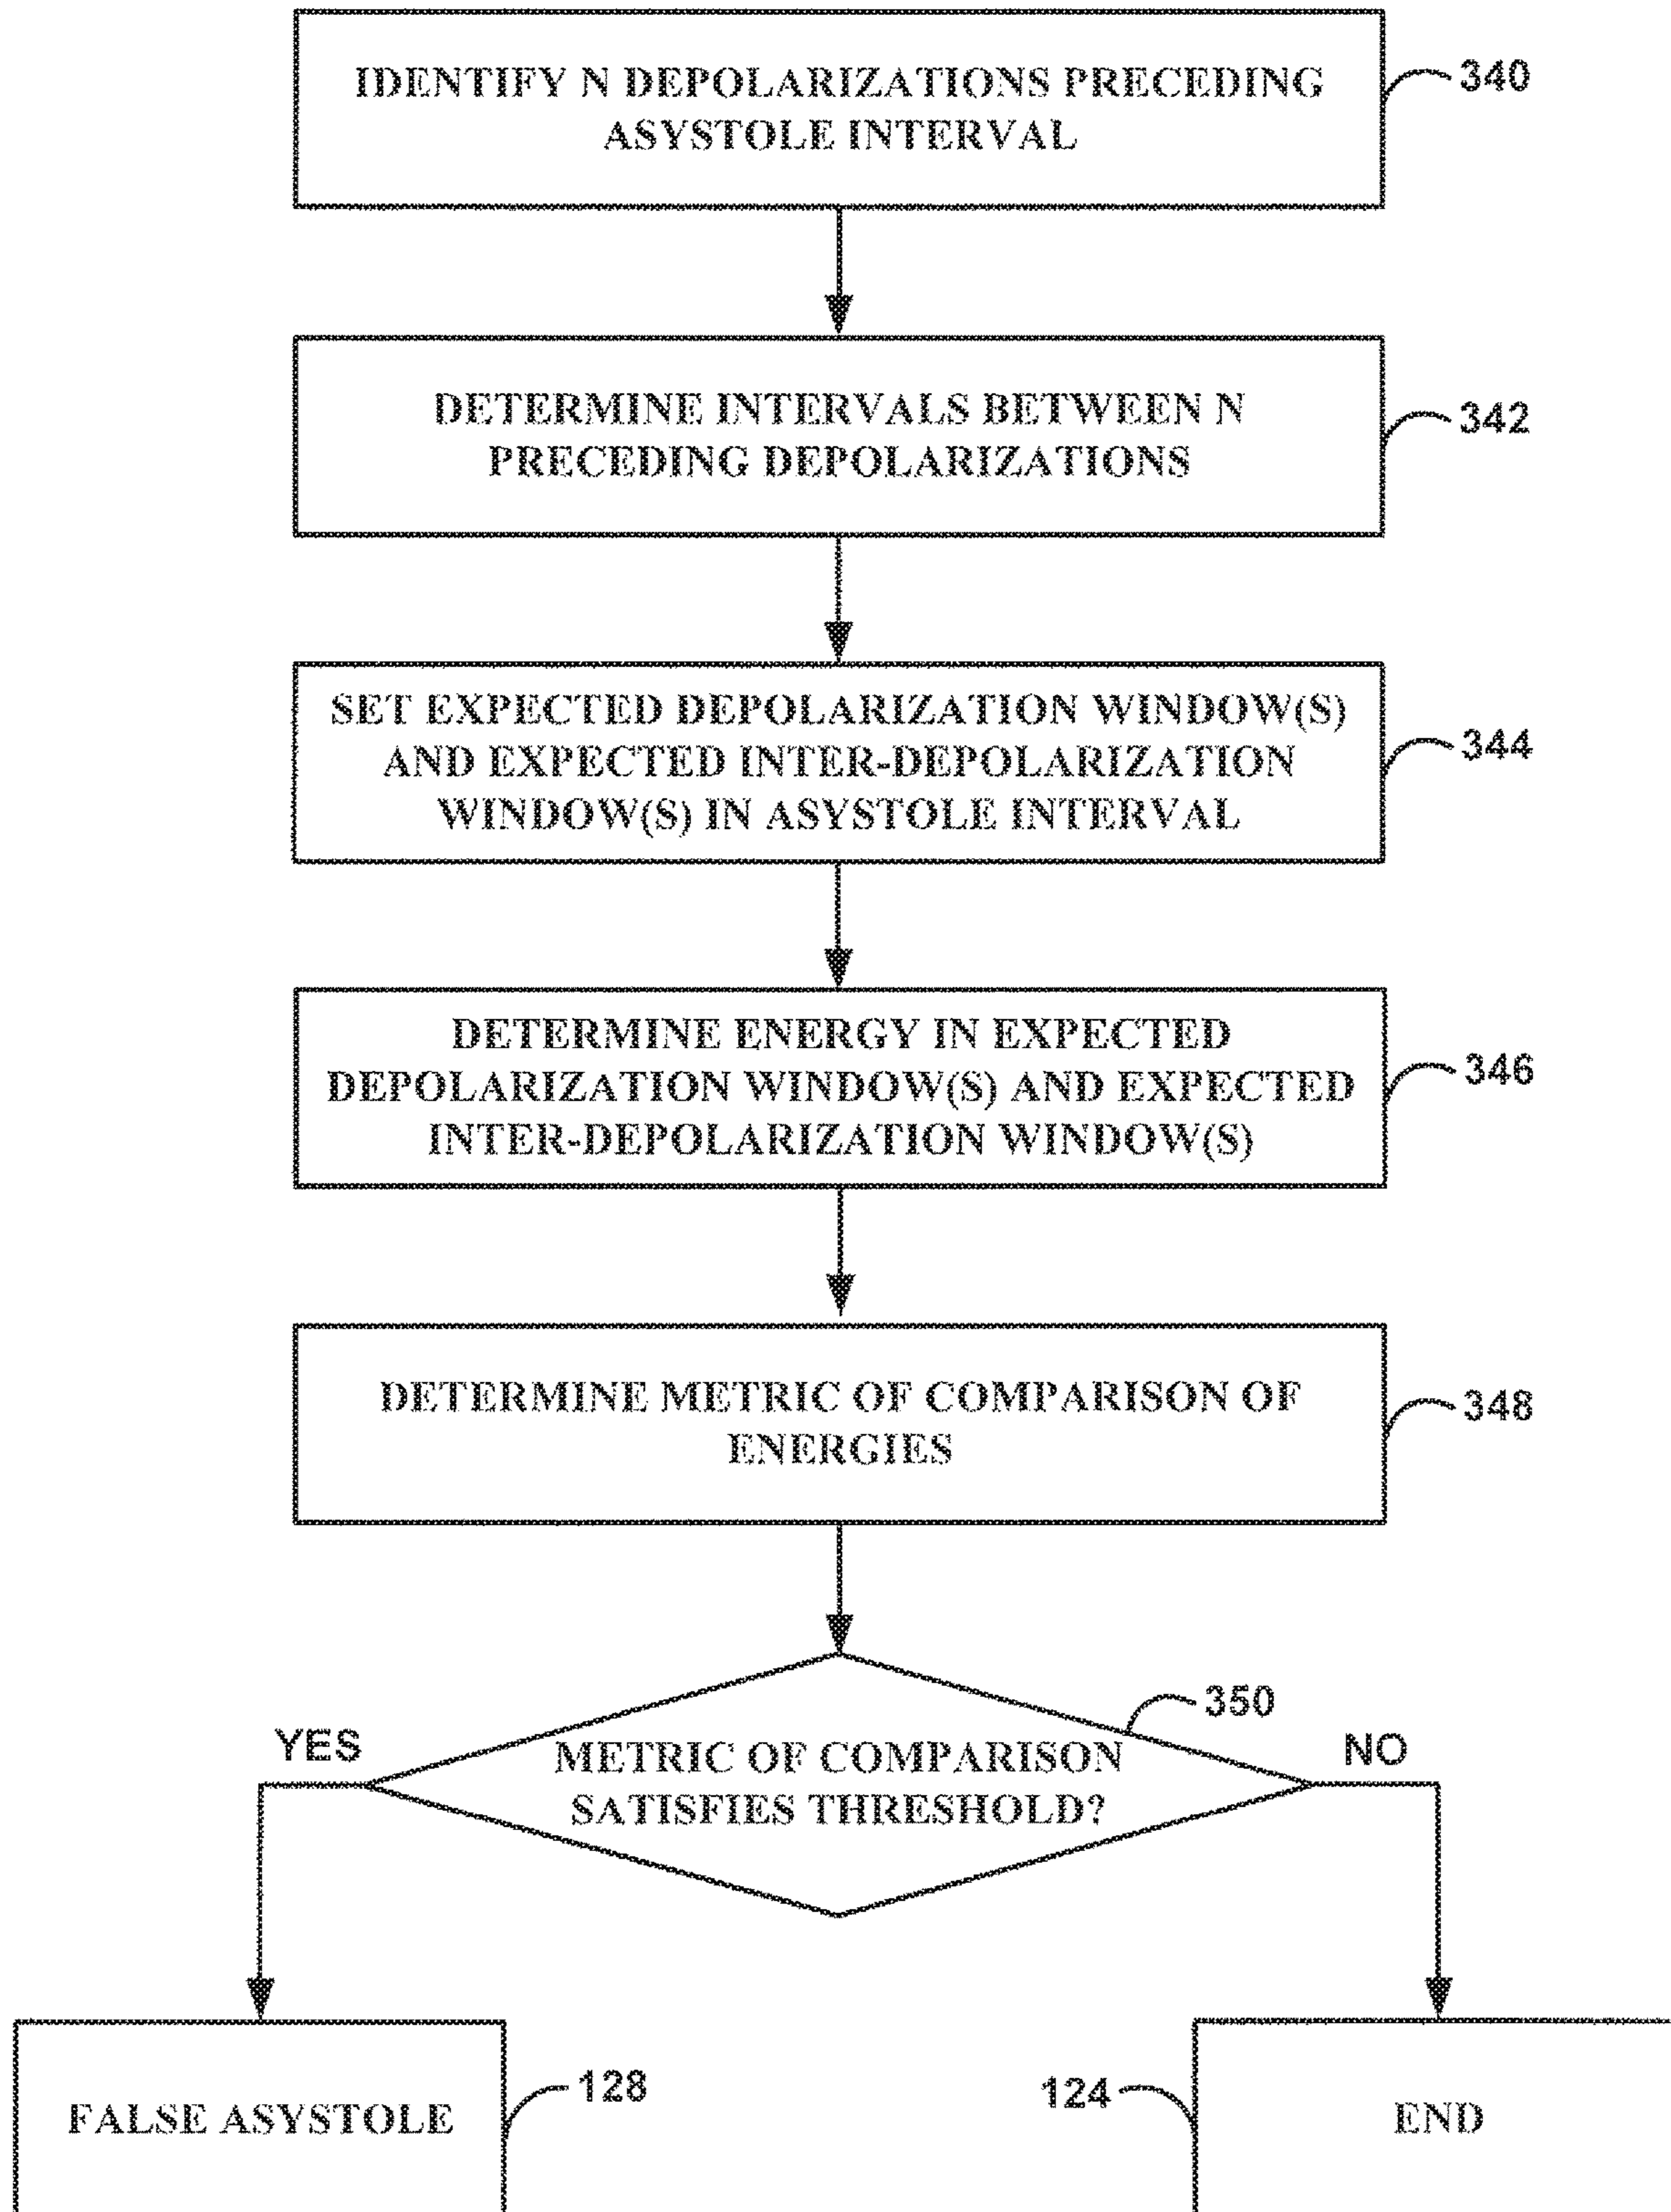 IDENTIFY N DEPOLARIZATIONS PRECEDING
ASYSTOLE INTERVAL
340
DETERMINE INTERVALS BETWEEN N
PRECEDING DEPOLARIZATIONS
342
SET EXPECTED DEPOLARIZATION WINDOW(S)
AND EXPECTED INTER-DEPOLARIZATION
WINDOW(S) IN ASYSTOLE INTERVAL
344
DETERMINE ENERGY IN EXPECTED
DEPOLARIZATION WINDOW(S) AND EXPECTED
INTER-DEPOLARIZATION WINDOW(S)
346
DETERMINE METRIC OF COMPARISON OF
ENERGIES
348
350
YES
METRIC OF COMPARISON
SATISFIES THRESHOLD?
NO
FALSE ASYSTOLE
128
124
END